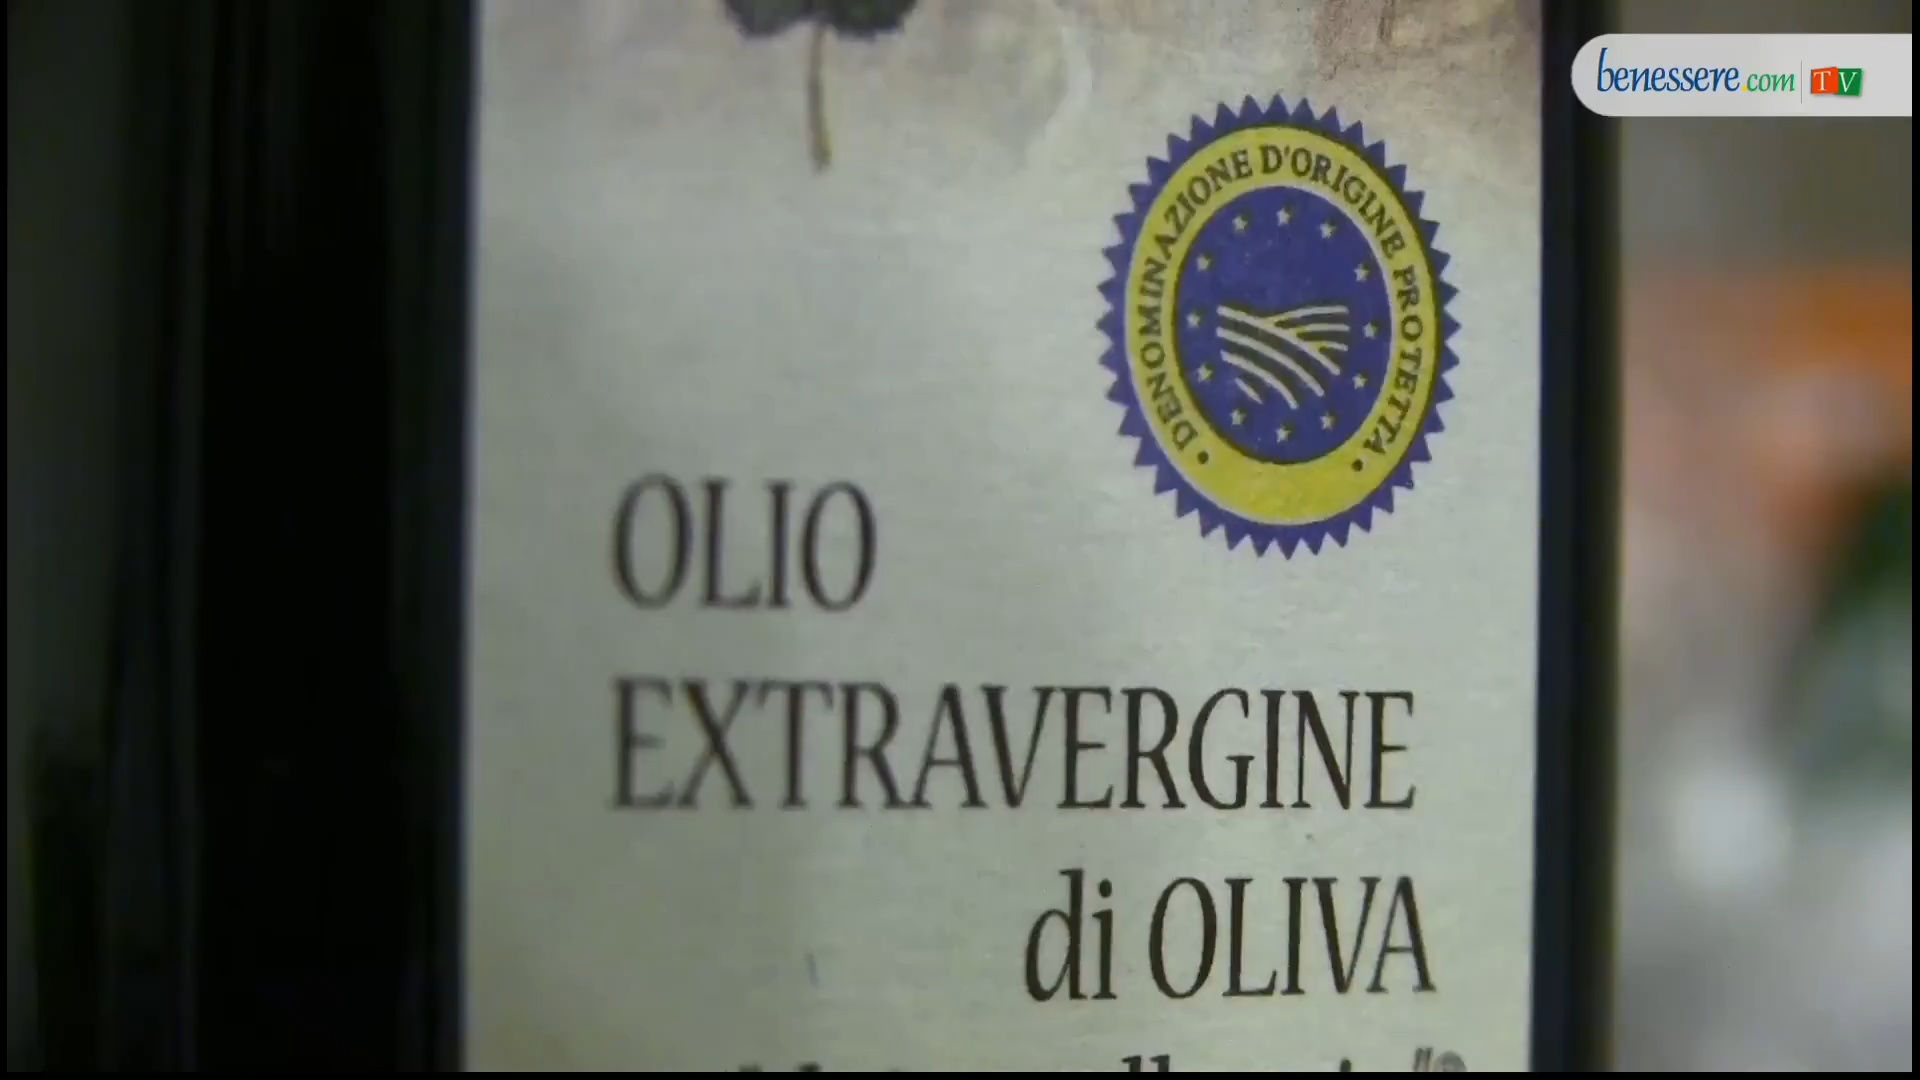 benessere.com TV
DENOMINAZIONE D'ORIGINE PROTETTA
OLIO
EXTRAVERGINE
di OLIVA